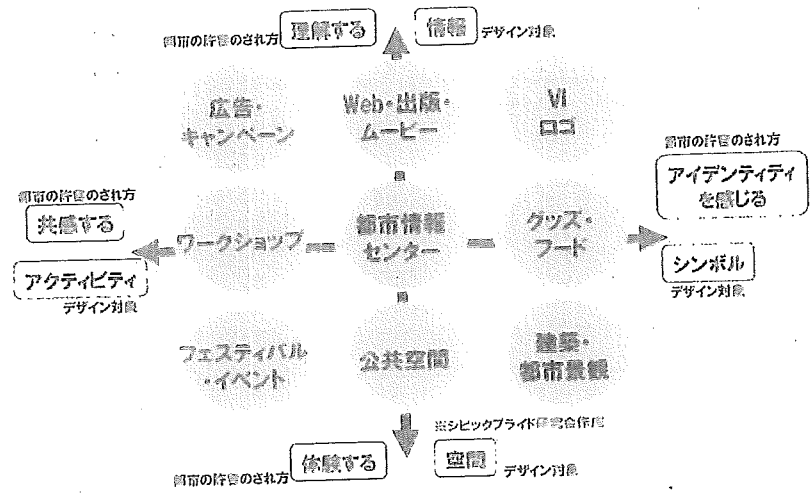 都市の許容のされ方 理解する 情報 デザイン対象
広告・
キャンペーン
Web・出版・
ムービー
VI
ロゴ
都市の許容のされ方
アイデンティティ
を感じる
都市の許容のされ方
共感する
ワークショップ
都市情報
センター
グッズ・
フード
アクティビティ
デザイン対象
シンボル
デザイン対象
フェスティバル
・イベント
公共空間
建築・
都市景観
※シビックプライド研究会作成
都市の許容のされ方 体験する 空間 デザイン対象